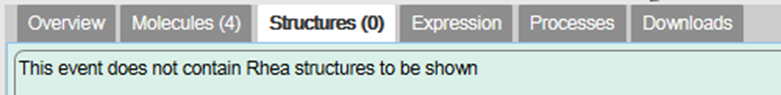 Overview Molecules (4) Structures (0) Expression Processes Downloads
This event does not contain Rhea structures to be shown